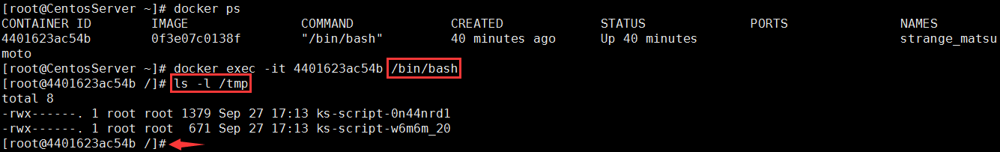 [root@CentosServer ~]# docker ps
CONTAINER ID        IMAGE               COMMAND             CREATED             STATUS              PORTS               NAMES
4401623ac54b        0f3e07c0138f        "/bin/bash"         40 minutes ago      Up 40 minutes                           strange_matsu
moto
[root@CentosServer ~]# docker exec -it 4401623ac54b /bin/bash
[root@4401623ac54b /]# ls -l /tmp
total 8
-rwx------. 1 root root 1379 Sep 27 17:13 ks-script-0n44nrd1
-rwx------. 1 root root  671 Sep 27 17:13 ks-script-w6m6m_20
[root@4401623ac54b /]#